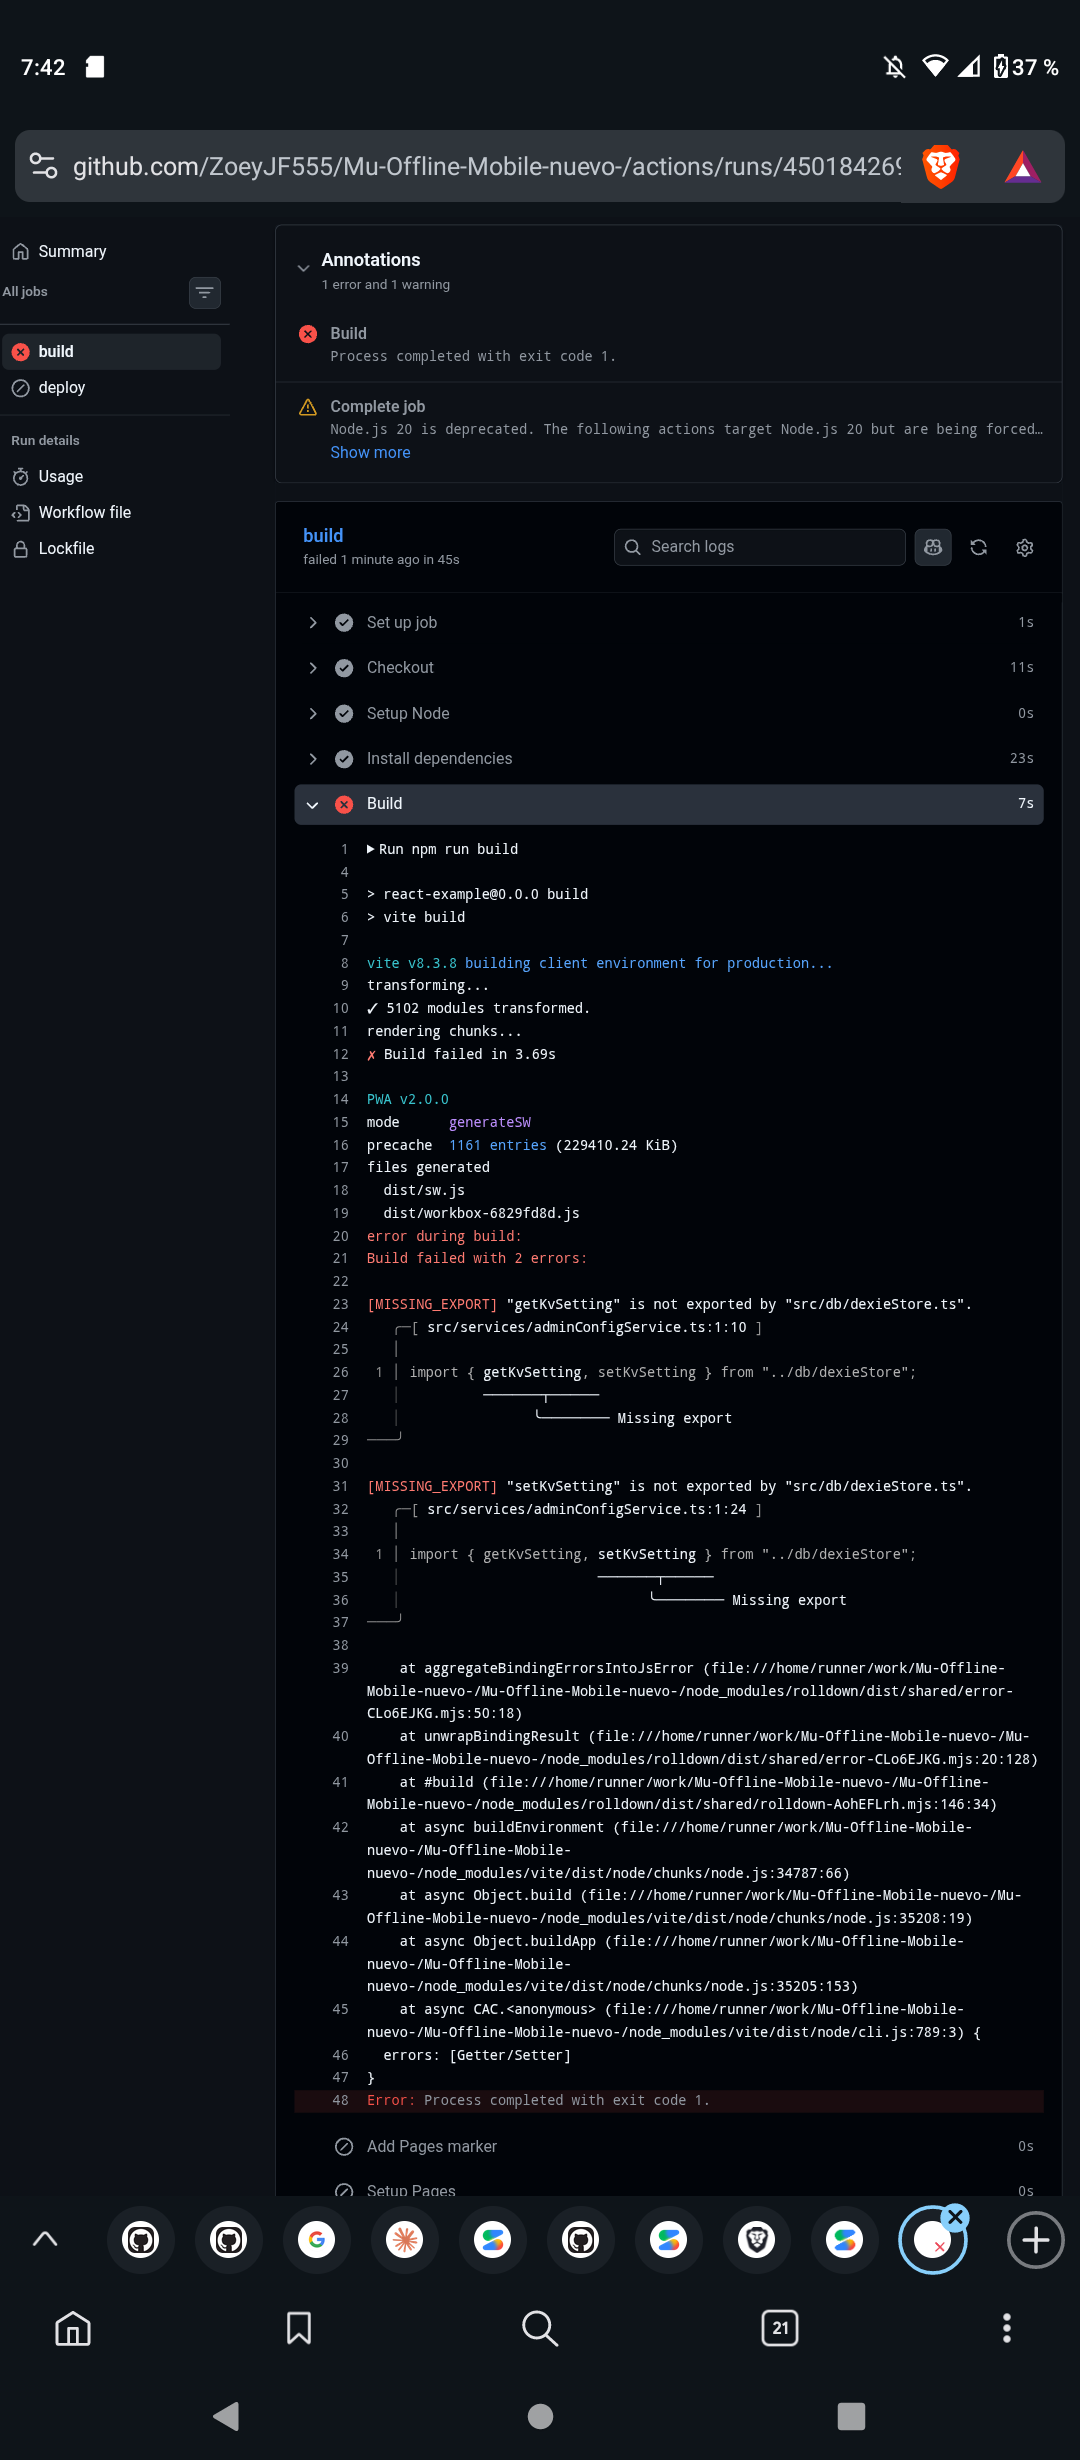 7:42
37 %
github.com/ZoeyJF555/Mu-Offline-Mobile-nuevo-/actions/runs/450184269
Summary
All jobs
build
deploy
Run details
Usage
Workflow file
Lockfile
Annotations
1 error and 1 warning
Build
Process completed with exit code 1.
Complete job
Node.js 20 is deprecated. The following actions target Node.js 20 but are being forced…
Show more
build
failed 1 minute ago in 45s
Search logs
Set up job 1s
Checkout 11s
Setup Node 0s
Install dependencies 23s
Build 7s
1 Run npm run build
4
5 > react-example@0.0.0 build
6 > vite build
7
8 vite v8.3.8 building client environment for production...
9 transforming...
10 ✓ 5102 modules transformed.
11 rendering chunks...
12 ✗ Build failed in 3.69s
13
14 PWA v2.0.0
15 mode generateSW
16 precache 1161 entries (229410.24 KiB)
17 files generated
18 dist/sw.js
19 dist/workbox-6829fd8d.js
20 error during build:
21 Build failed with 2 errors:
22
23 [MISSING_EXPORT] "getKvSetting" is not exported by "src/db/dexieStore.ts".
24 ╭─[ src/services/adminConfigService.ts:1:10 ]
25 │
26 1 │ import { getKvSetting, setKvSetting } from "../db/dexieStore";
27 │ ──────┬─────
28 │ ╰─────── Missing export
29 ───╯
30
31 [MISSING_EXPORT] "setKvSetting" is not exported by "src/db/dexieStore.ts".
32 ╭─[ src/services/adminConfigService.ts:1:24 ]
33 │
34 1 │ import { getKvSetting, setKvSetting } from "../db/dexieStore";
35 │ ──────┬─────
36 │ ╰─────── Missing export
37 ───╯
38
39 at aggregateBindingErrorsIntoJsError (file:///home/runner/work/Mu-Offline-
Mobile-nuevo-/Mu-Offline-Mobile-nuevo-/node_modules/rolldown/dist/shared/error-
CLo6EJKG.mjs:50:18)
40 at unwrapBindingResult (file:///home/runner/work/Mu-Offline-Mobile-nuevo-/Mu-
Offline-Mobile-nuevo-/node_modules/rolldown/dist/shared/error-CLo6EJKG.mjs:20:128)
41 at #build (file:///home/runner/work/Mu-Offline-Mobile-nuevo-/Mu-Offline-
Mobile-nuevo-/node_modules/rolldown/dist/shared/rolldown-AohEFLrh.mjs:146:34)
42 at async buildEnvironment (file:///home/runner/work/Mu-Offline-Mobile-
nuevo-/Mu-Offline-Mobile-
nuevo-/node_modules/vite/dist/node/chunks/node.js:34787:66)
43 at async Object.build (file:///home/runner/work/Mu-Offline-Mobile-nuevo-/Mu-
Offline-Mobile-nuevo-/node_modules/vite/dist/node/chunks/node.js:35208:19)
44 at async Object.buildApp (file:///home/runner/work/Mu-Offline-Mobile-
nuevo-/Mu-Offline-Mobile-
nuevo-/node_modules/vite/dist/node/chunks/node.js:35205:153)
45 at async CAC.<anonymous> (file:///home/runner/work/Mu-Offline-Mobile-
nuevo-/Mu-Offline-Mobile-nuevo-/node_modules/vite/dist/node/cli.js:789:3) {
46 errors: [Getter/Setter]
47 }
48 Error: Process completed with exit code 1.
Add Pages marker 0s
Setup Pages 0s
21